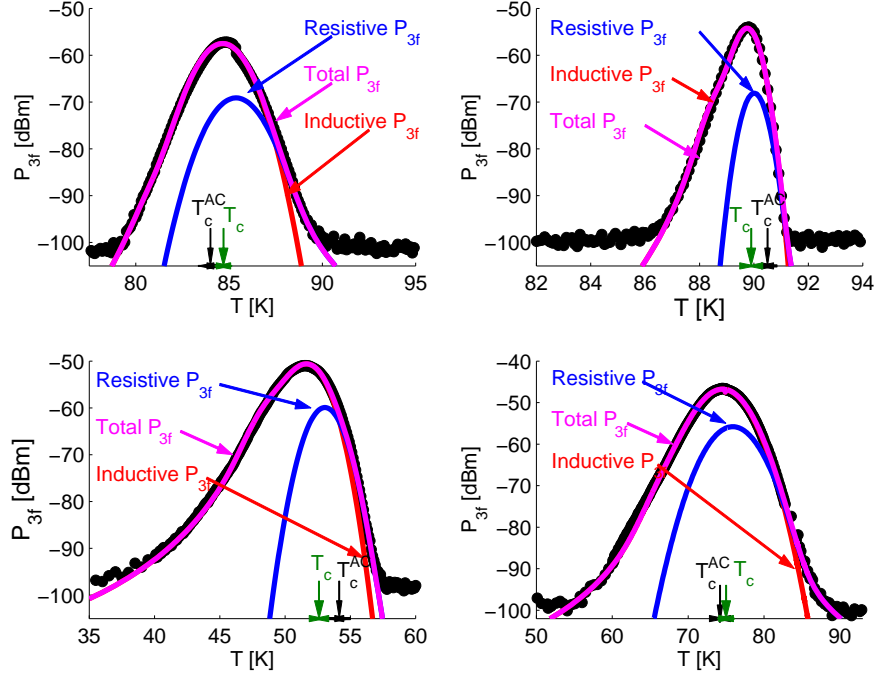 −50
−60
−70
−80
−90
−100
P3f [dBm]
Resistive P3f
Total P3f
Inductive P3f
TcAC
Tc
80 85 90 95
T [K]
−50
−60
−70
−80
−90
−100
P3f [dBm]
Resistive P3f
Inductive P3f
Total P3f
Tc
TcAC
82 84 86 88 90 92 94
T [K]
−50
−60
−70
−80
−90
−100
P3f [dBm]
Resistive P3f
Total P3f
Inductive P3f
Tc
TcAC
35 40 45 50 55 60
T [K]
−40
−50
−60
−70
−80
−90
−100
P3f [dBm]
Resistive P3f
Total P3f
Inductive P3f
TcAC
Tc
50 60 70 80 90
T [K]